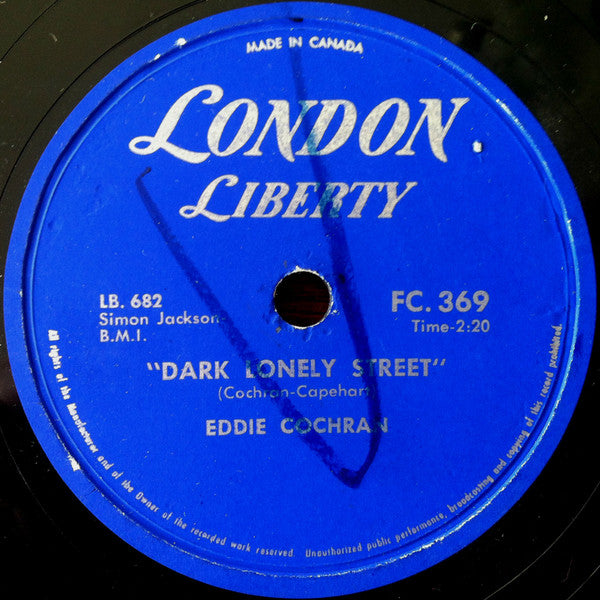 MADE IN CANADA
LONDON
LIBERTY
LB. 682
Simon Jackson
B.M.I.
FC. 369
Time-2:20
"DARK LONELY STREET"
(Cochran-Capehart)
EDDIE COCHRAN
All rights of the Manufacturer and of the Owner of the recorded work reserved. Unauthorized public performance, broadcasting and copying of this record prohibited.